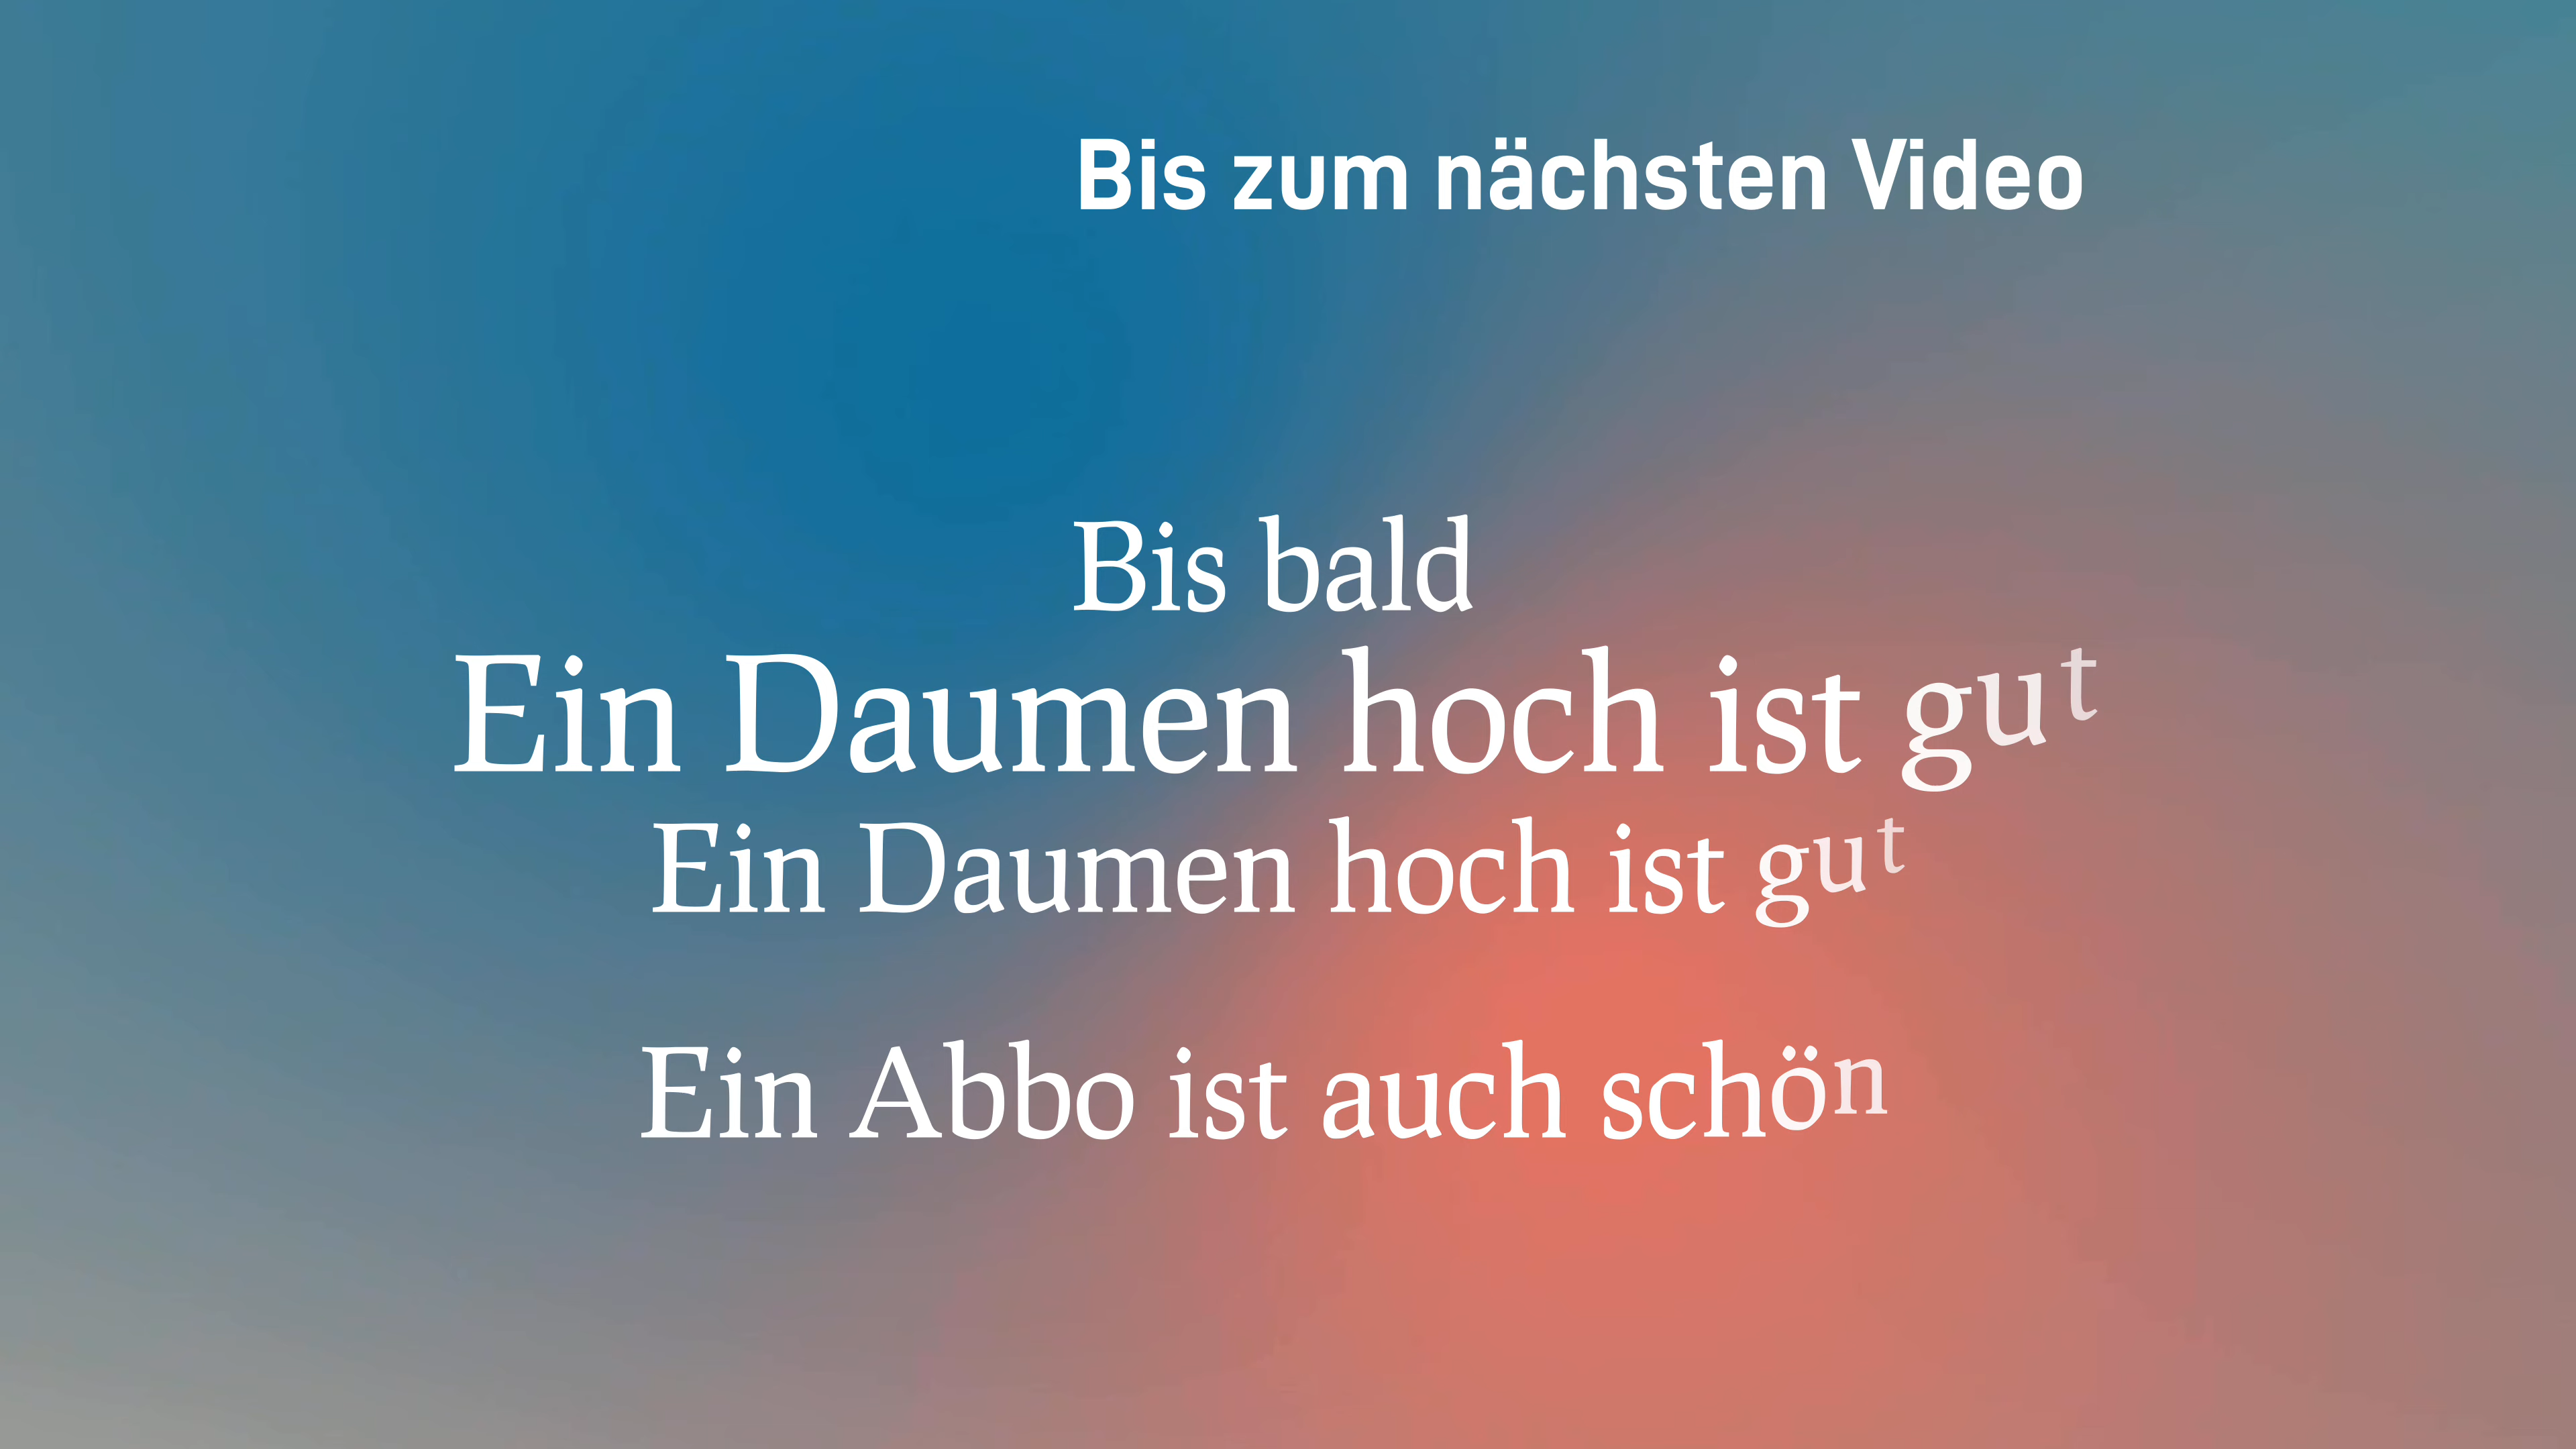 Bis zum nächsten Video
Bis bald
Ein Daumen hoch ist gut
Ein Daumen hoch ist gut
Ein Abbo ist auch schön